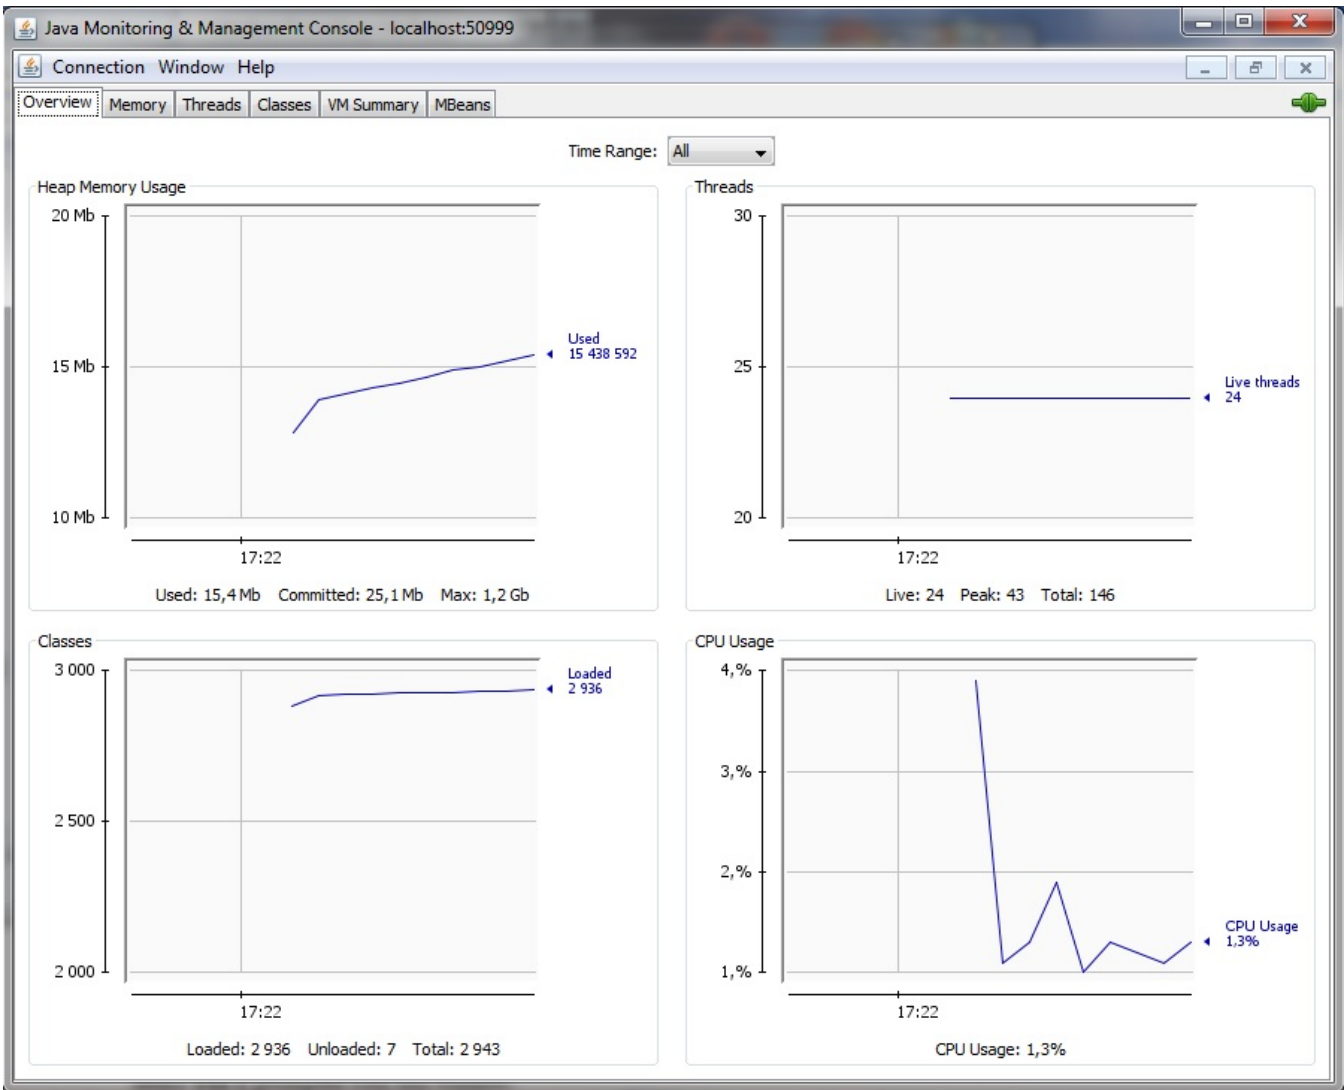 Java Monitoring & Management Console - localhost:50999
Connection Window Help
Overview Memory Threads Classes VM Summary MBeans
Time Range: All
Heap Memory Usage
20 Mb
15 Mb
10 Mb
Used
15 438 592
17:22
Used: 15,4 Mb Committed: 25,1 Mb Max: 1,2 Gb
Threads
30
25
20
Live threads
24
17:22
Live: 24 Peak: 43 Total: 146
Classes
3 000
2 500
2 000
Loaded
2 936
17:22
Loaded: 2 936 Unloaded: 7 Total: 2 943
CPU Usage
4,%
3,%
2,%
1,%
CPU Usage
1,3%
17:22
CPU Usage: 1,3%